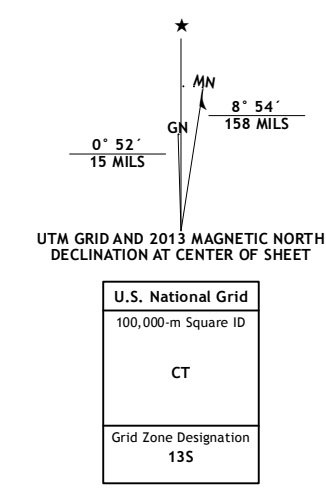 ★
MN
8° 54´
158 MILS
GN
0° 52´
15 MILS
UTM GRID AND 2013 MAGNETIC NORTH
DECLINATION AT CENTER OF SHEET
U.S. National Grid
100,000-m Square ID
CT
Grid Zone Designation
13S